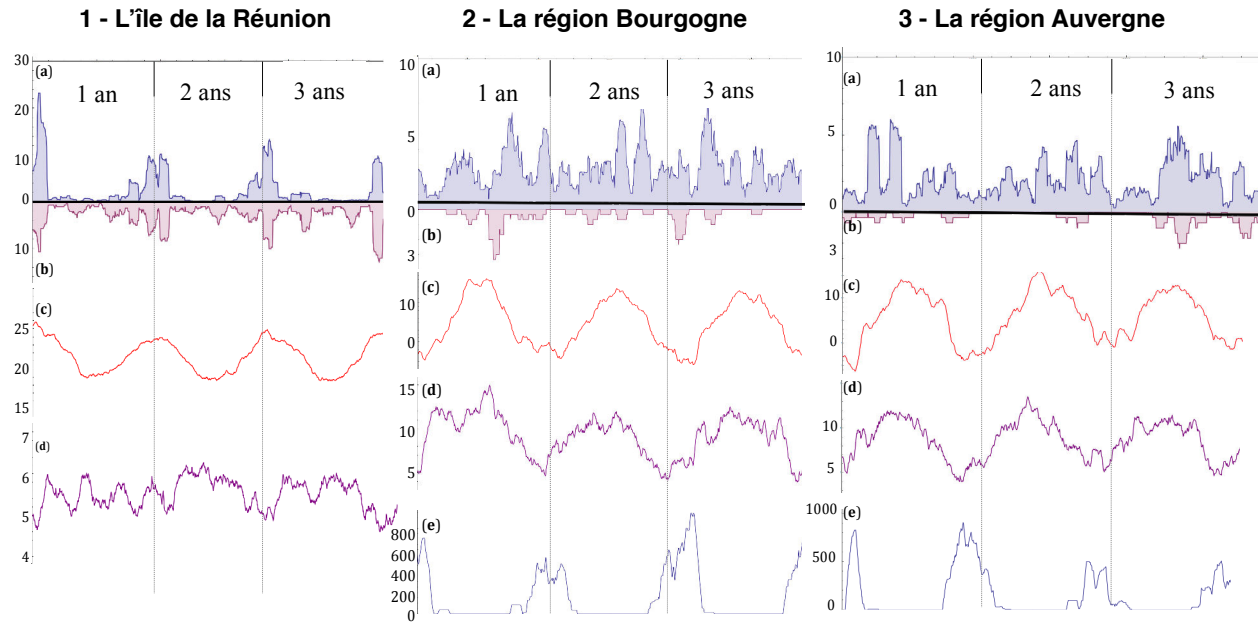 1 - L'île de la Réunion
30
(a)
1 an
2 ans
3 ans
20
10
0
10
(b)
(c)
25
20
15
7
(d)
6
5
4
2 - La région Bourgogne
10
(a)
1 an
2 ans
3 ans
5
0
(b)
3
(c)
10
0
(d)
15
10
5
(e)
800
600
400
200
0
3 - La région Auvergne
10
(a)
1 an
2 ans
3 ans
5
0
(b)
3
(c)
10
0
(d)
10
5
1000
(e)
500
0